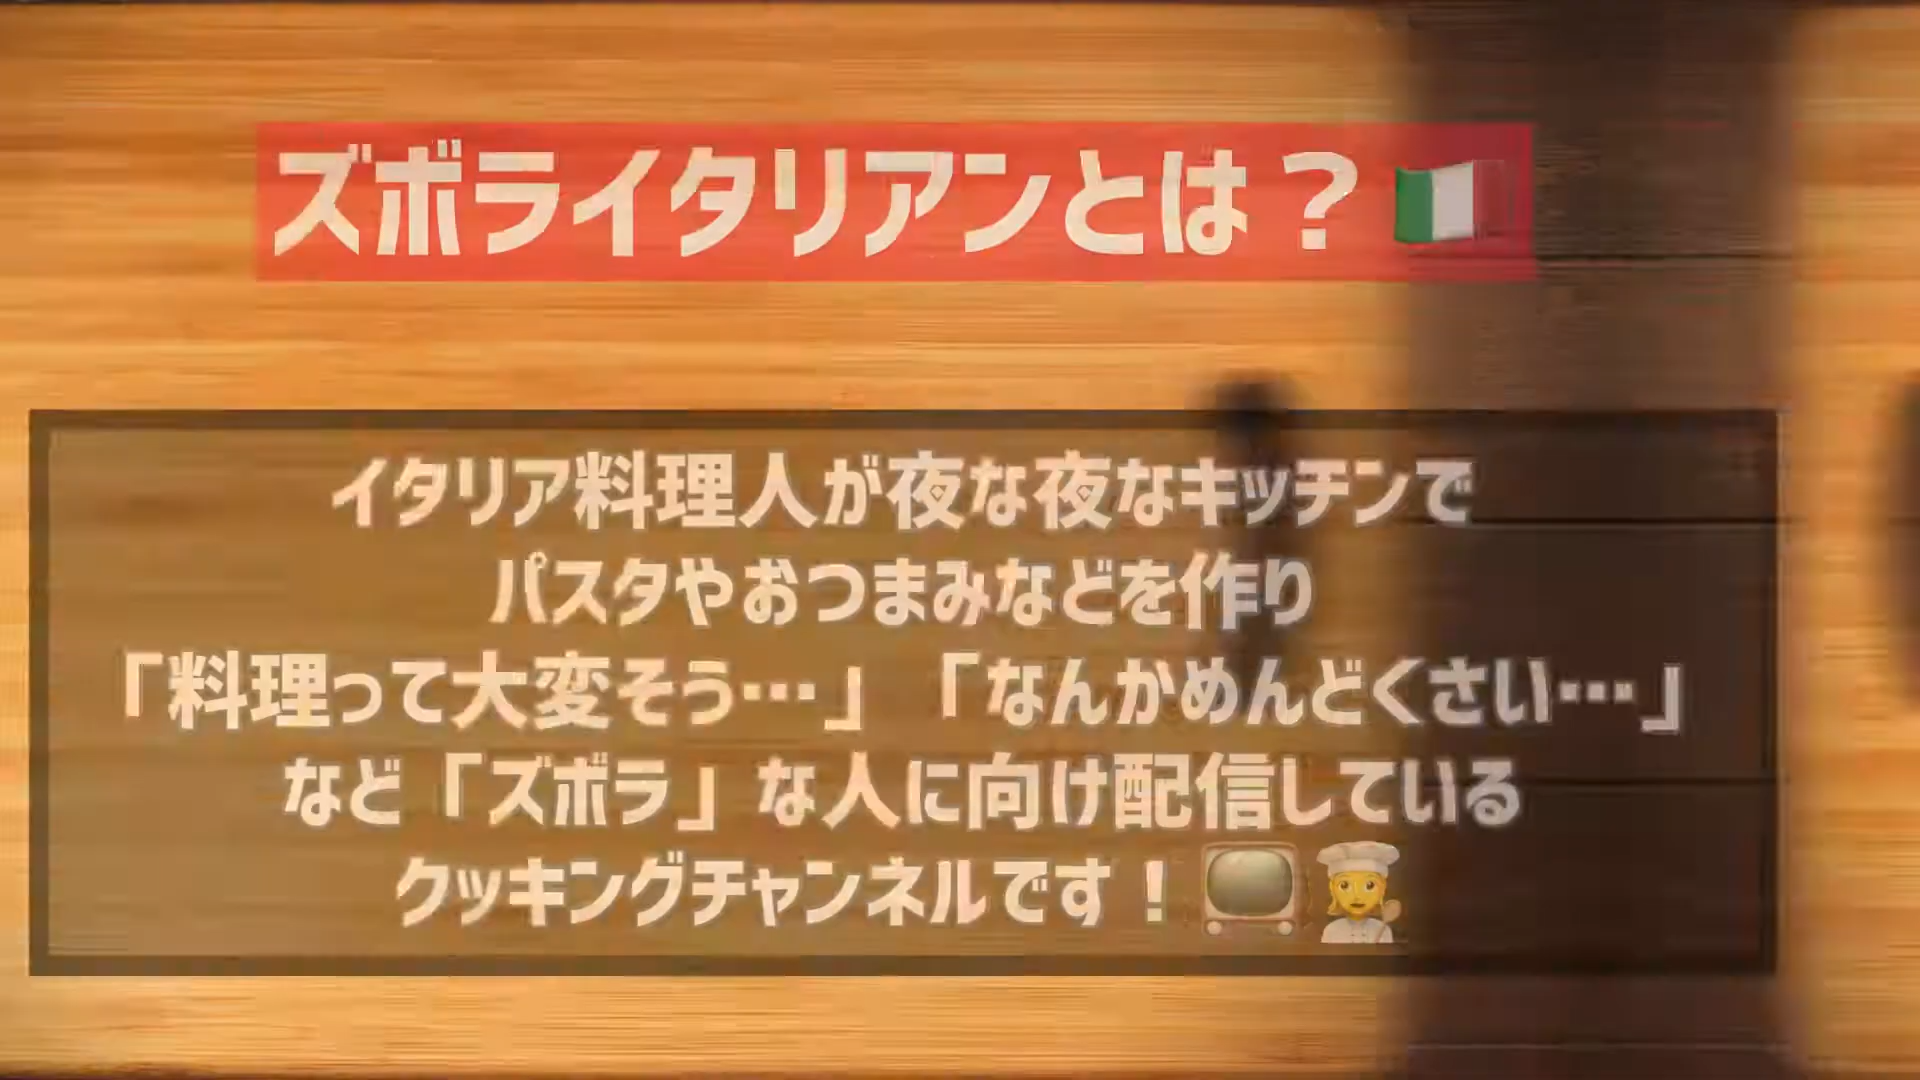 ズボライタリアンとは？🇮🇹
イタリア料理人が夜な夜なキッチンで
パスタやおつまみなどを作り
「料理って大変そう…」「なんかめんどくさい…」
など「ズボラ」な人に向け配信している
クッキングチャンネルです！📺👩‍🍳